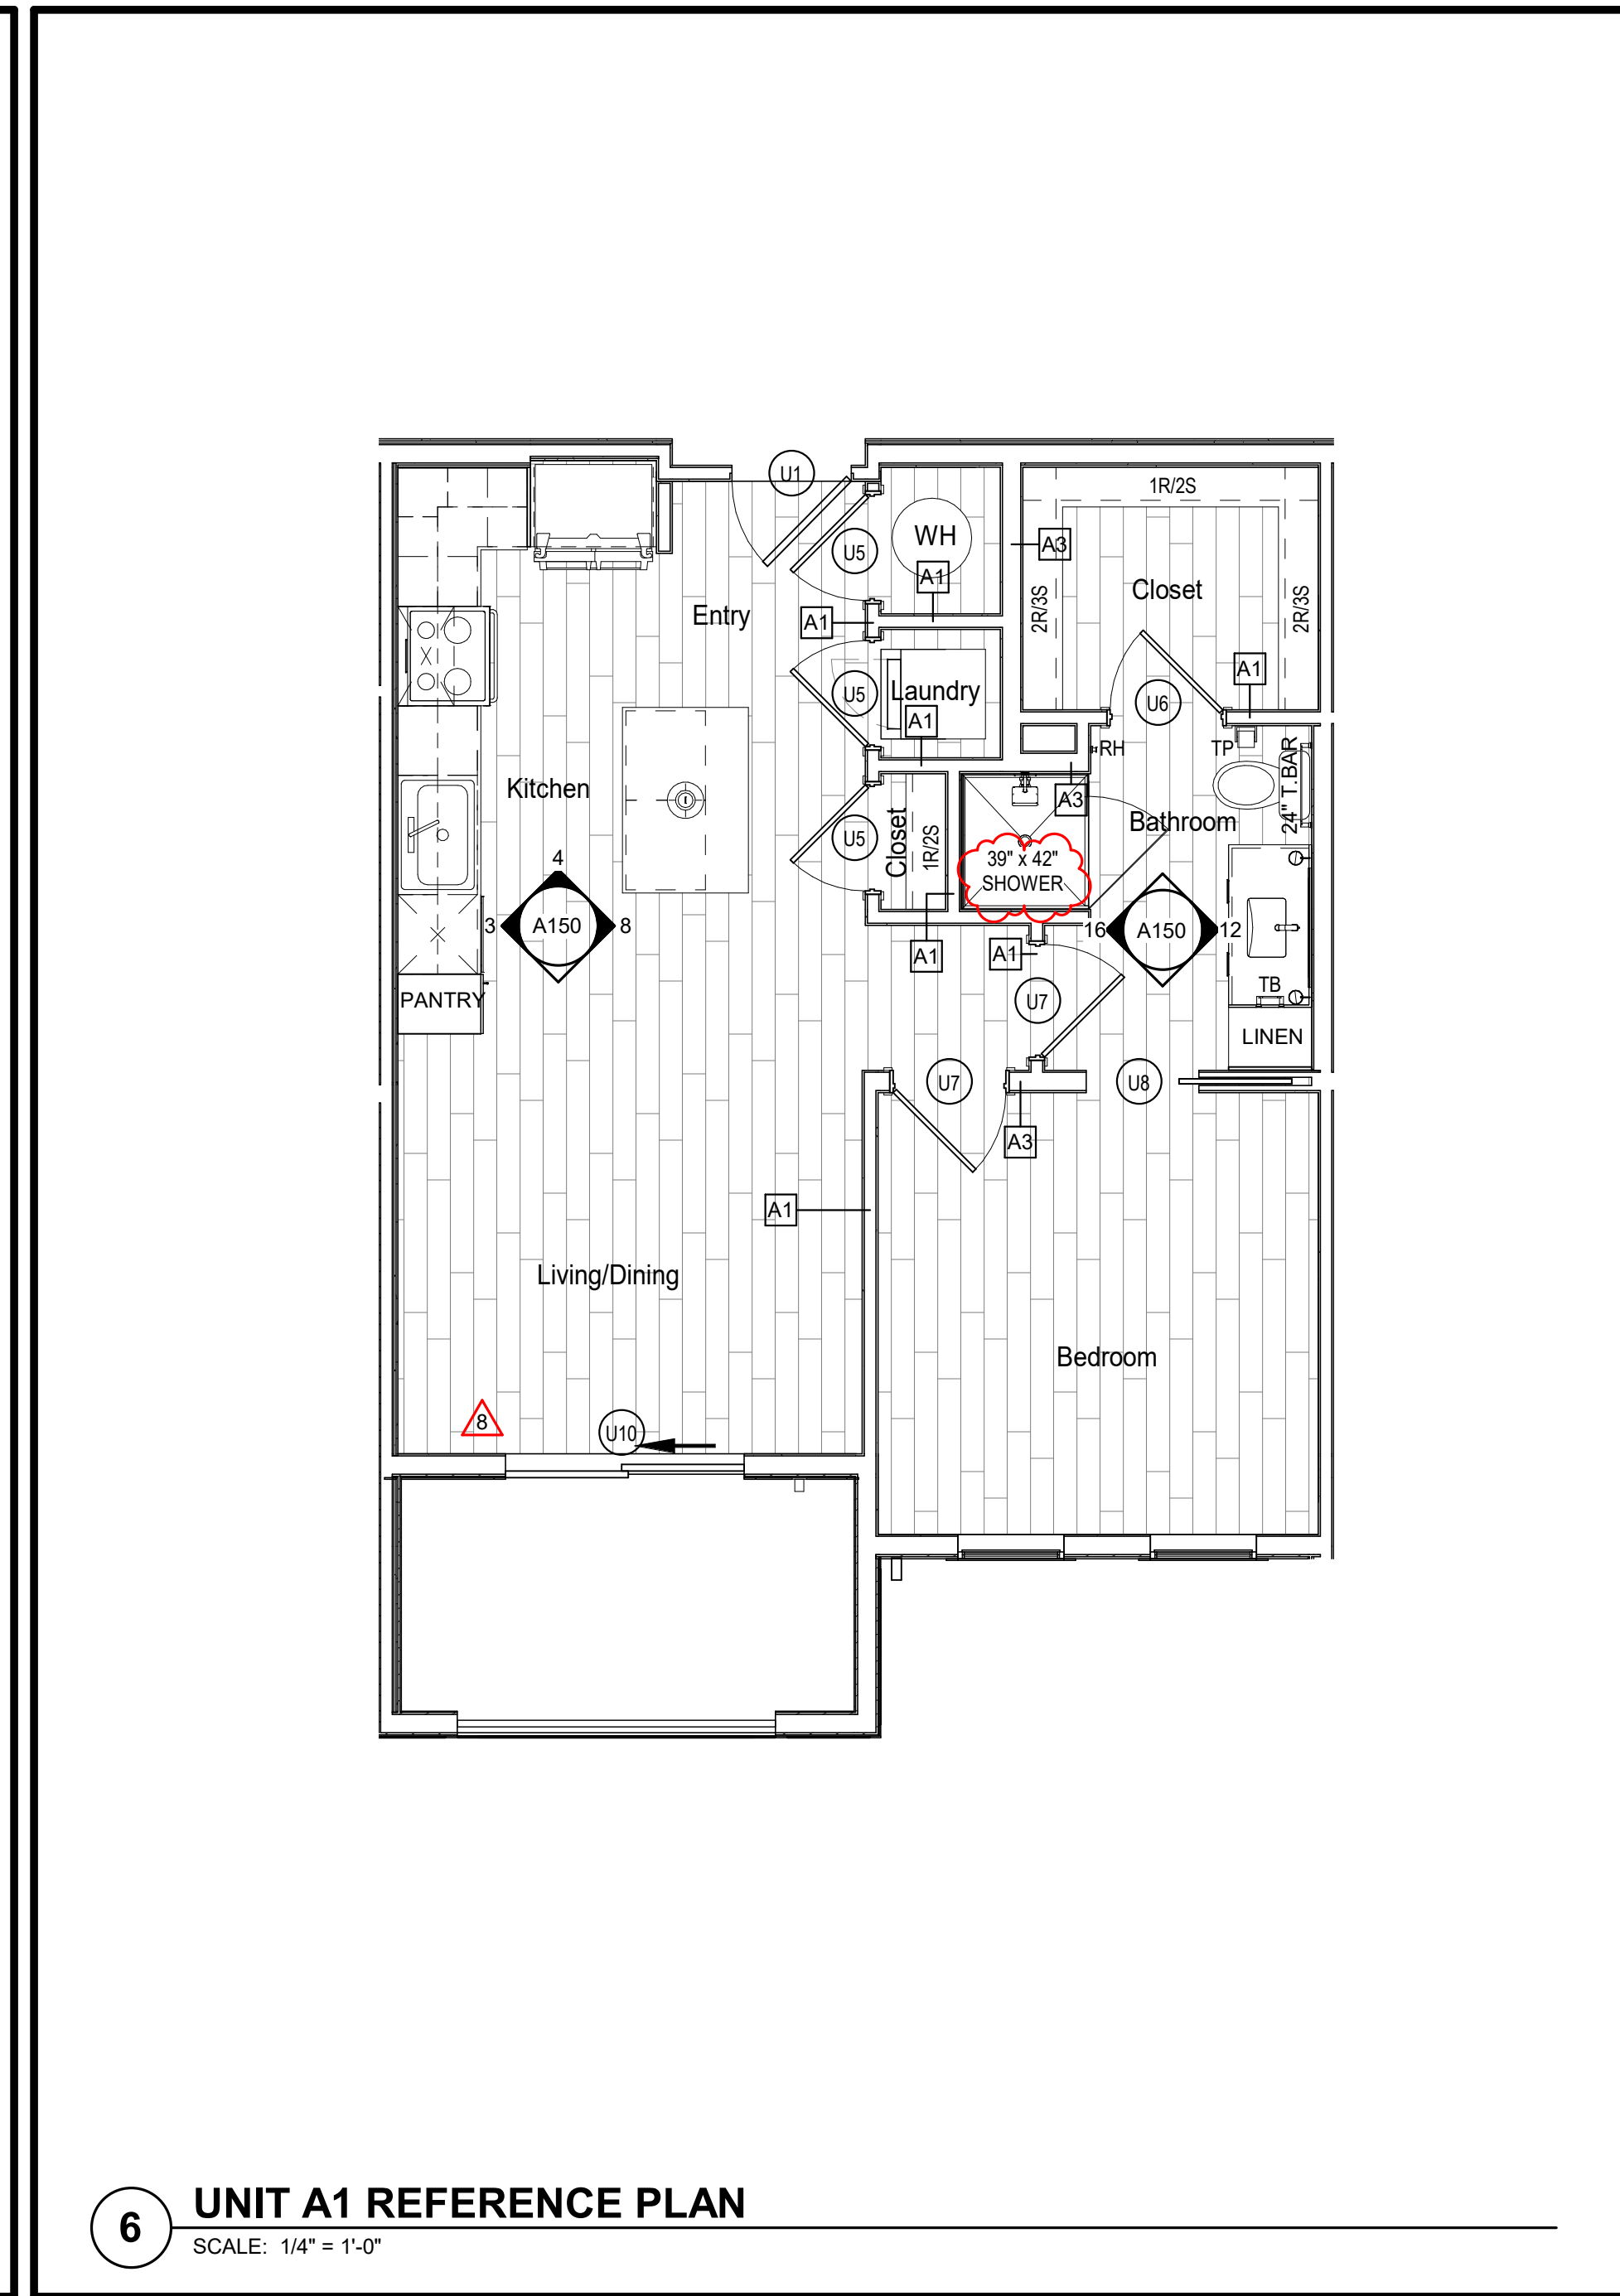 U1
1R/2S
WH
U5
A3
A1
Closet
Entry
2R/3S
2R/3S
A1
A1
U5
Laundry
U6
A1
RH
TP
24" T.BAR
Kitchen
A3
Bathroom
U5
Closet
1R/2S
39" x 42"
SHOWER
4
3
A150
8
16
A150
12
A1
A1
TB
PANTRY
U7
LINEN
U7
U8
A3
A1
Living/Dining
Bedroom
8
U10
6
UNIT A1 REFERENCE PLAN
SCALE: 1/4" = 1'-0"